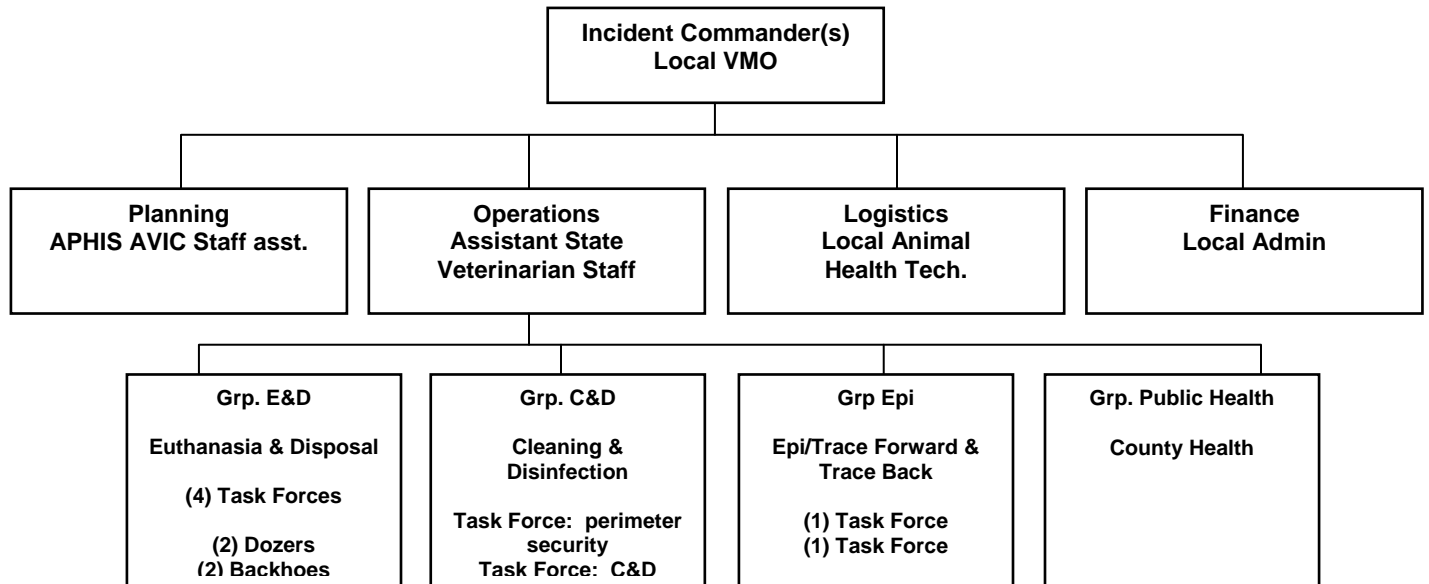 Incident Commander(s)
Local VMO
Planning
APHIS AVIC Staff asst.
Operations
Assistant State
Veterinarian Staff
Logistics
Local Animal
Health Tech.
Finance
Local Admin
Grp. E&D
Euthanasia & Disposal
(4) Task Forces
(2) Dozers
(2) Backhoes
Grp. C&D
Cleaning &
Disinfection
Task Force: perimeter
security
Task Force: C&D
Grp Epi
Epi/Trace Forward &
Trace Back
(1) Task Force
(1) Task Force
Grp. Public Health
County Health